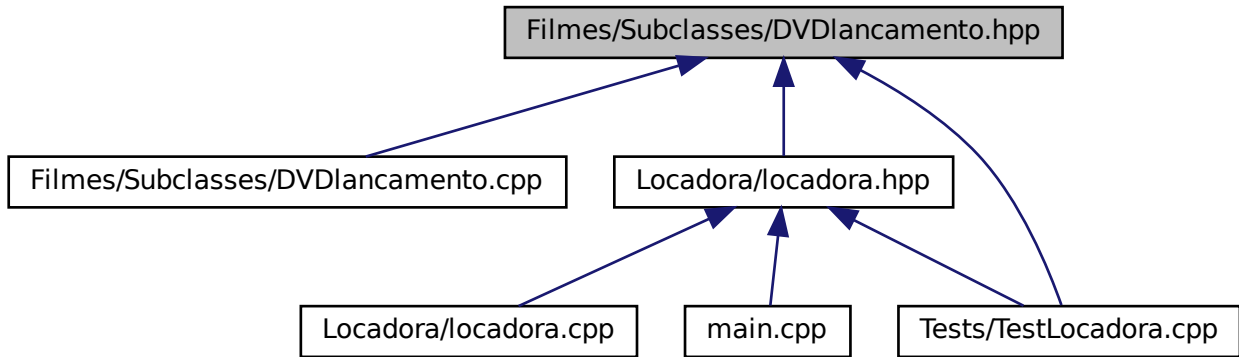 Filmes/Subclasses/DVDlancamento.hpp
Filmes/Subclasses/DVDlancamento.cpp
Locadora/locadora.hpp
Locadora/locadora.cpp
main.cpp
Tests/TestLocadora.cpp